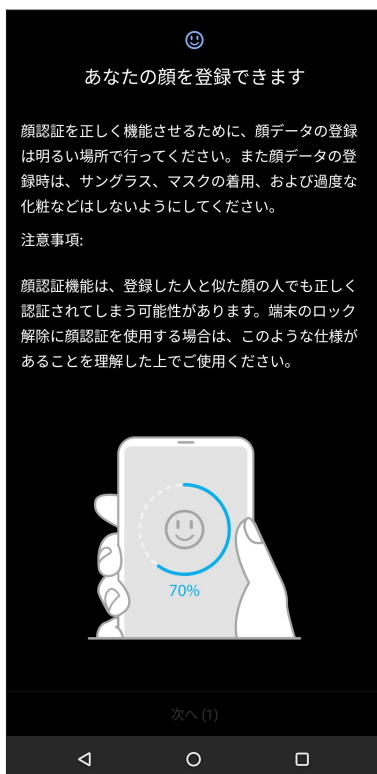 あなたの顔を登録できます
顔認証を正しく機能させるために、顔データの登録
は明るい場所で行ってください。また顔データの登
録時は、サングラス、マスクの着用、および過度な
化粧などはしないようにしてください。
注意事項:
顔認証機能は、登録した人と似た顔の人でも正しく
認証されてしまう可能性があります。端末のロック
解除に顔認証を使用する場合は、このような仕様が
あることを理解した上でご使用ください。
70%
次へ (1)